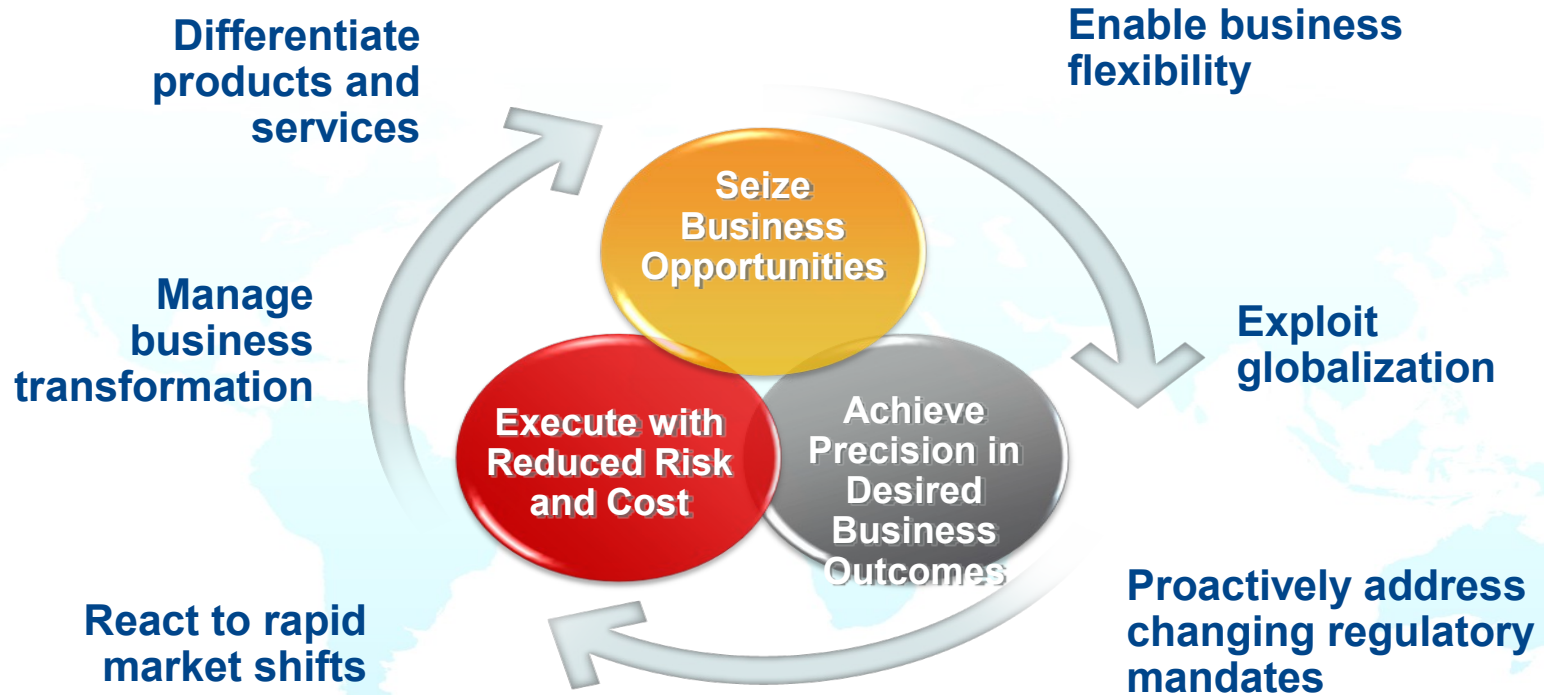 Differentiate
products and
services
Enable business
flexibility
Seize
Business
Opportunities
Manage
business
transformation
Exploit
globalization
Execute with
Reduced Risk
and Cost
Achieve
Precision in
Desired
Business
Outcomes
React to rapid
market shifts
Proactively address
changing regulatory
mandates